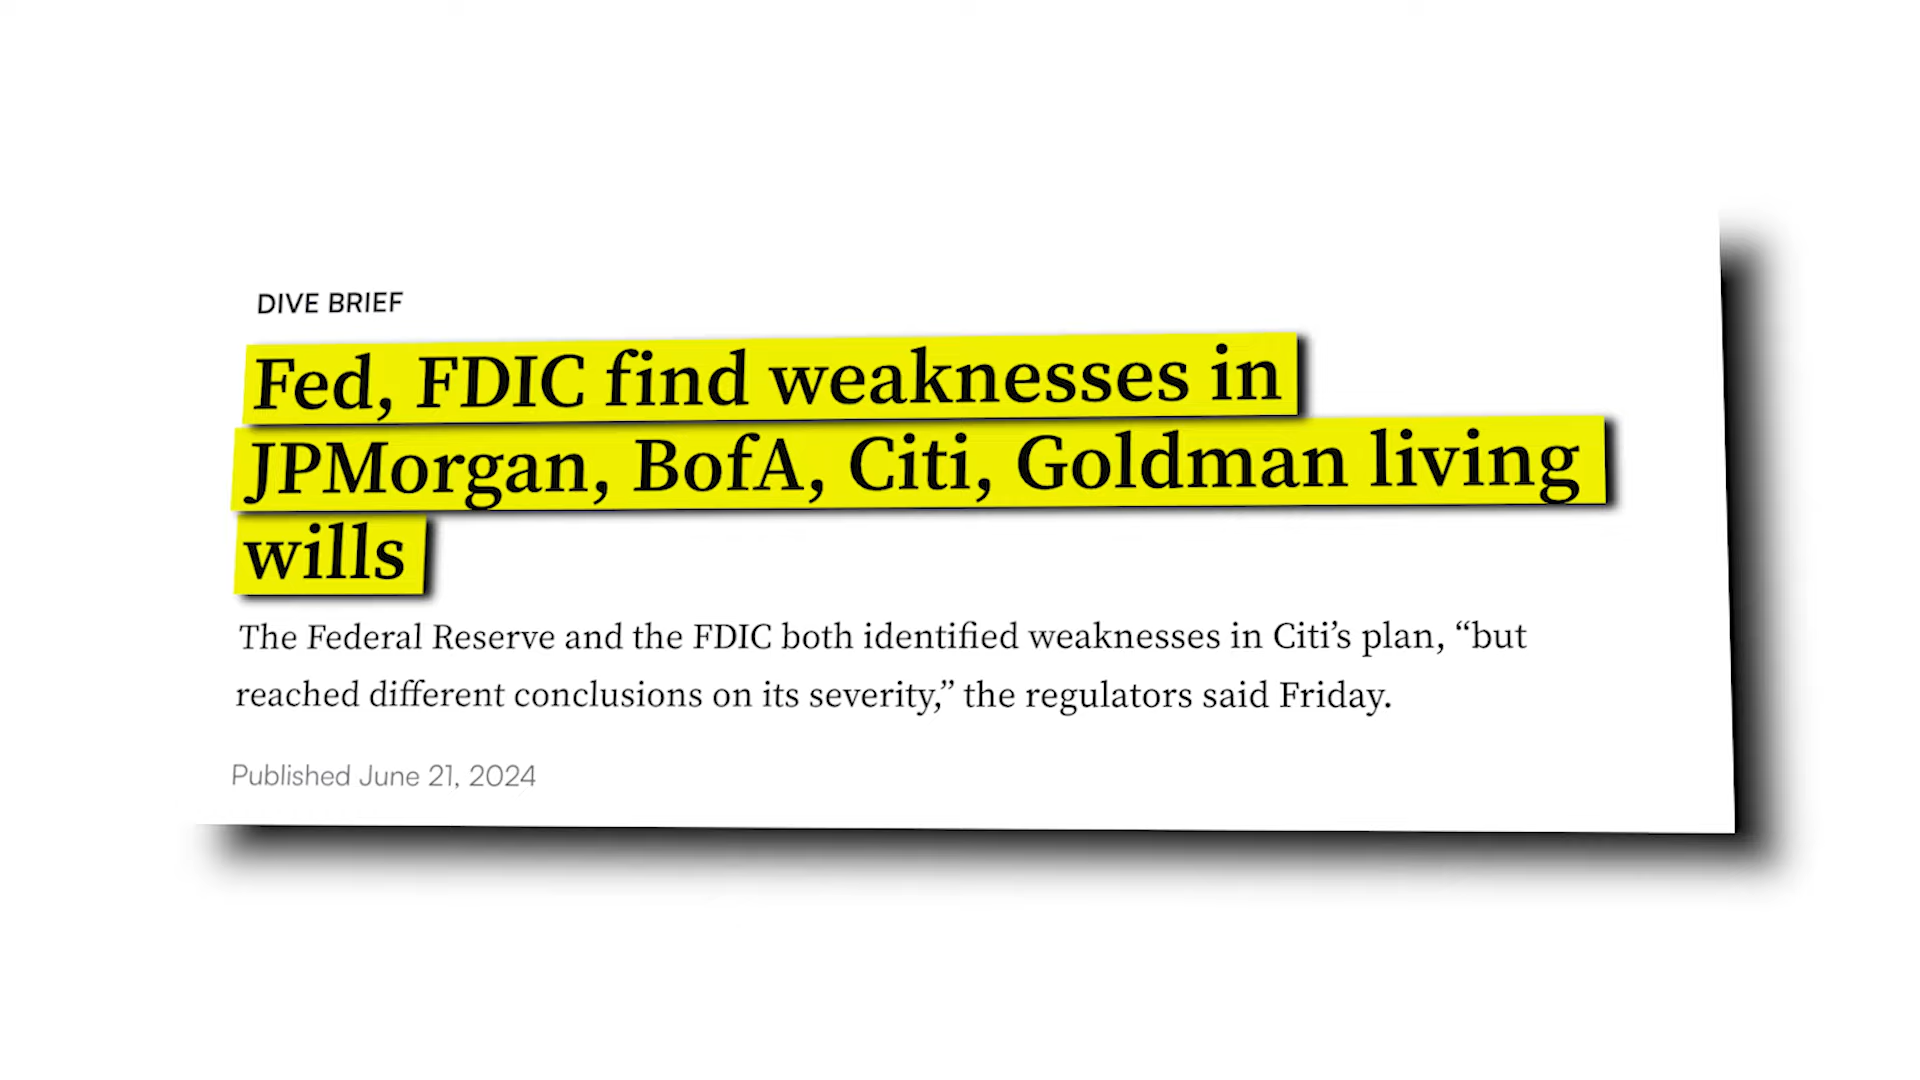 DIVE BRIEF
Fed, FDIC find weaknesses in
JPMorgan, BofA, Citi, Goldman living
wills
The Federal Reserve and the FDIC both identified weaknesses in Citi’s plan, “but
reached different conclusions on its severity,” the regulators said Friday.
Published June 21, 2024